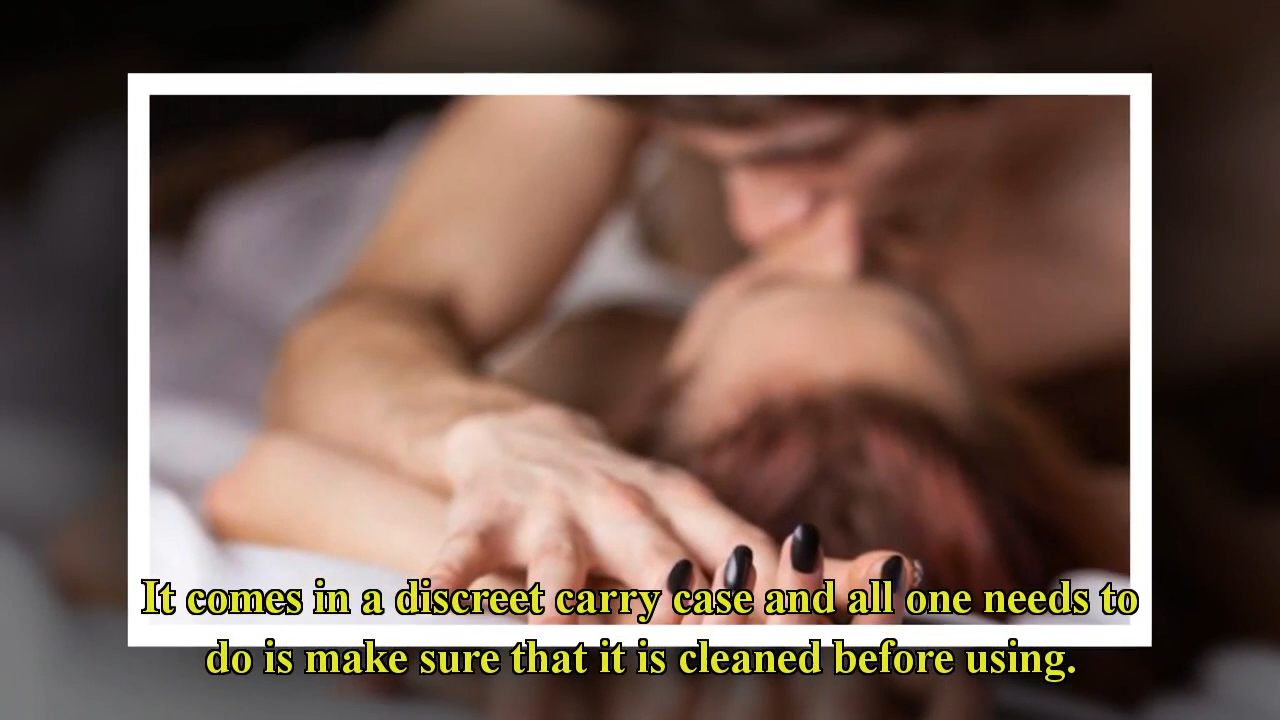 It comes in a discreet carry case and all one needs to
do is make sure that it is cleaned before using.